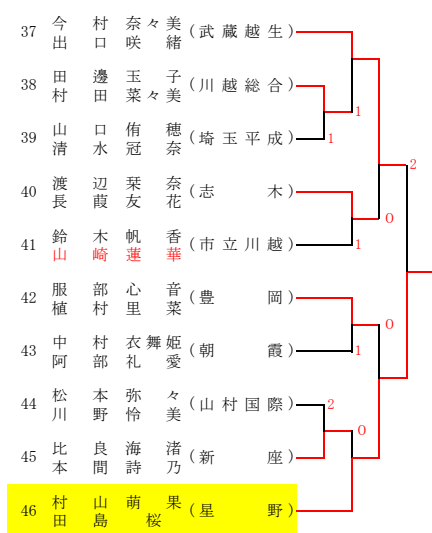 37 今村奈々美 (武蔵越生)
出口咲緒
38 田邊玉子 (川越総合)
村田菜々美
1
39 山口侑穂 (埼玉平成)
清水冠奈
1
2
40 渡辺栞奈 (志木)
長葭友花
0
41 鈴木帆香 (市立川越)
山崎蓮華
1
42 服部心音 (豊岡)
植村里菜
0
43 中村衣舞姫 (朝霞)
阿部礼愛
1
44 松本弥々 (山村国際)
川野怜美
2
0
45 比良海渚 (新座)
本間詩乃
46 村山萌果 (星野)
田島桜